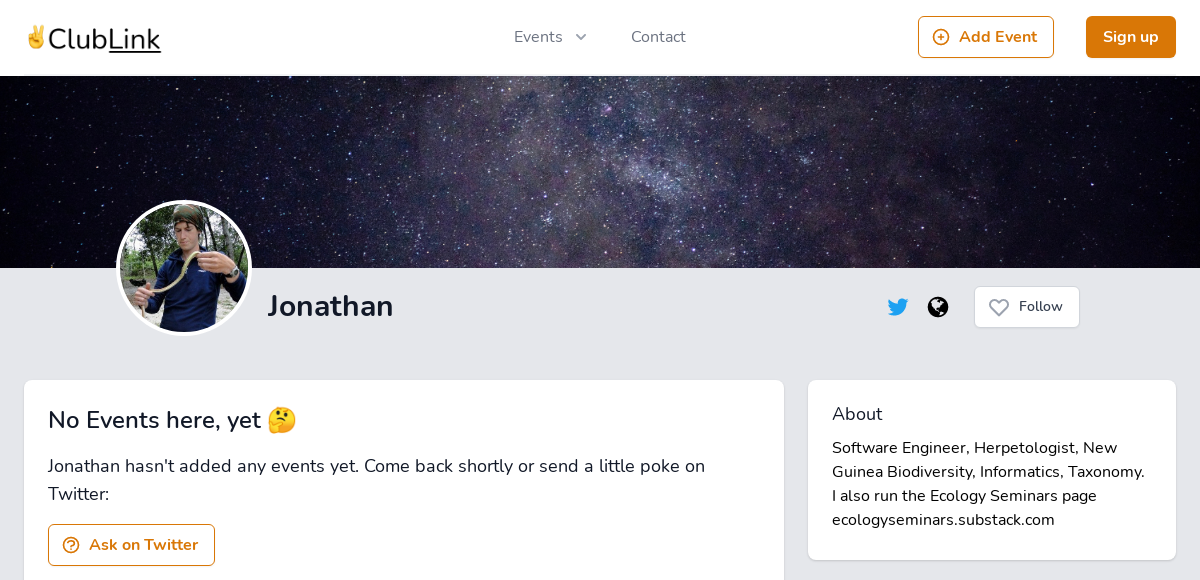 ✌️ClubLink
Events
Contact
Add Event
Sign up
Jonathan
Follow
No Events here, yet 🤔
Jonathan hasn't added any events yet. Come back shortly or send a little poke on
Twitter:
Ask on Twitter
About
Software Engineer, Herpetologist, New
Guinea Biodiversity, Informatics, Taxonomy.
I also run the Ecology Seminars page
ecologyseminars.substack.com